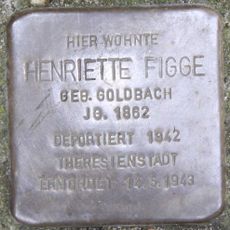 HIER WOHNTE
HENRIETTE FIGGE
GEB. GOLDBACH
JG. 1862
DEPORTIERT 1942
THERESIENSTADT
ERMORDET 14.5.1943